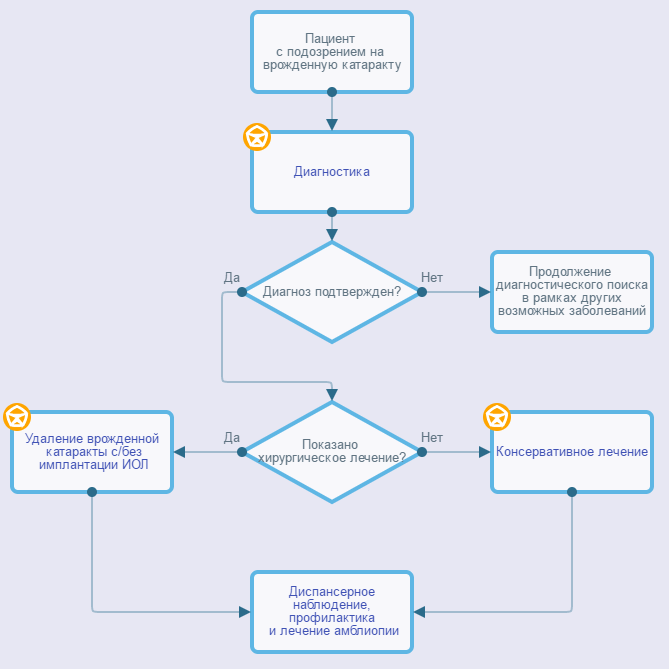 Пациент
с подозрением на
врожденную катаракту
Диагностика
Да
Диагноз подтвержден?
Нет
Продолжение
диагностического поиска
в рамках других
возможных заболеваний
Удаление врожденной
катаракты с/без
имплантации ИОЛ
Да
Показано
хирургическое лечение?
Нет
Консервативное лечение
Диспансерное
наблюдение,
профилактика
и лечение амблиопии